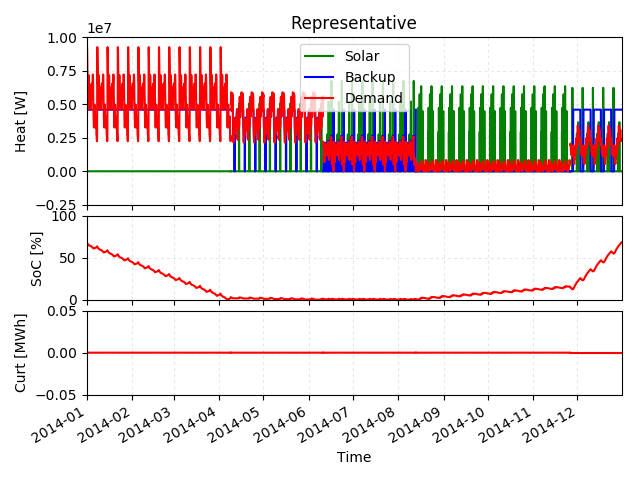 Representative
1e7
1.00
0.75
0.50
0.25
0.00
−0.25
Heat [W]
Solar
Backup
Demand
100
50
0
SoC [%]
0.05
0.00
−0.05
Curt [MWh]
2014-01
2014-02
2014-03
2014-04
2014-05
2014-06
2014-07
2014-08
2014-09
2014-10
2014-11
2014-12
Time